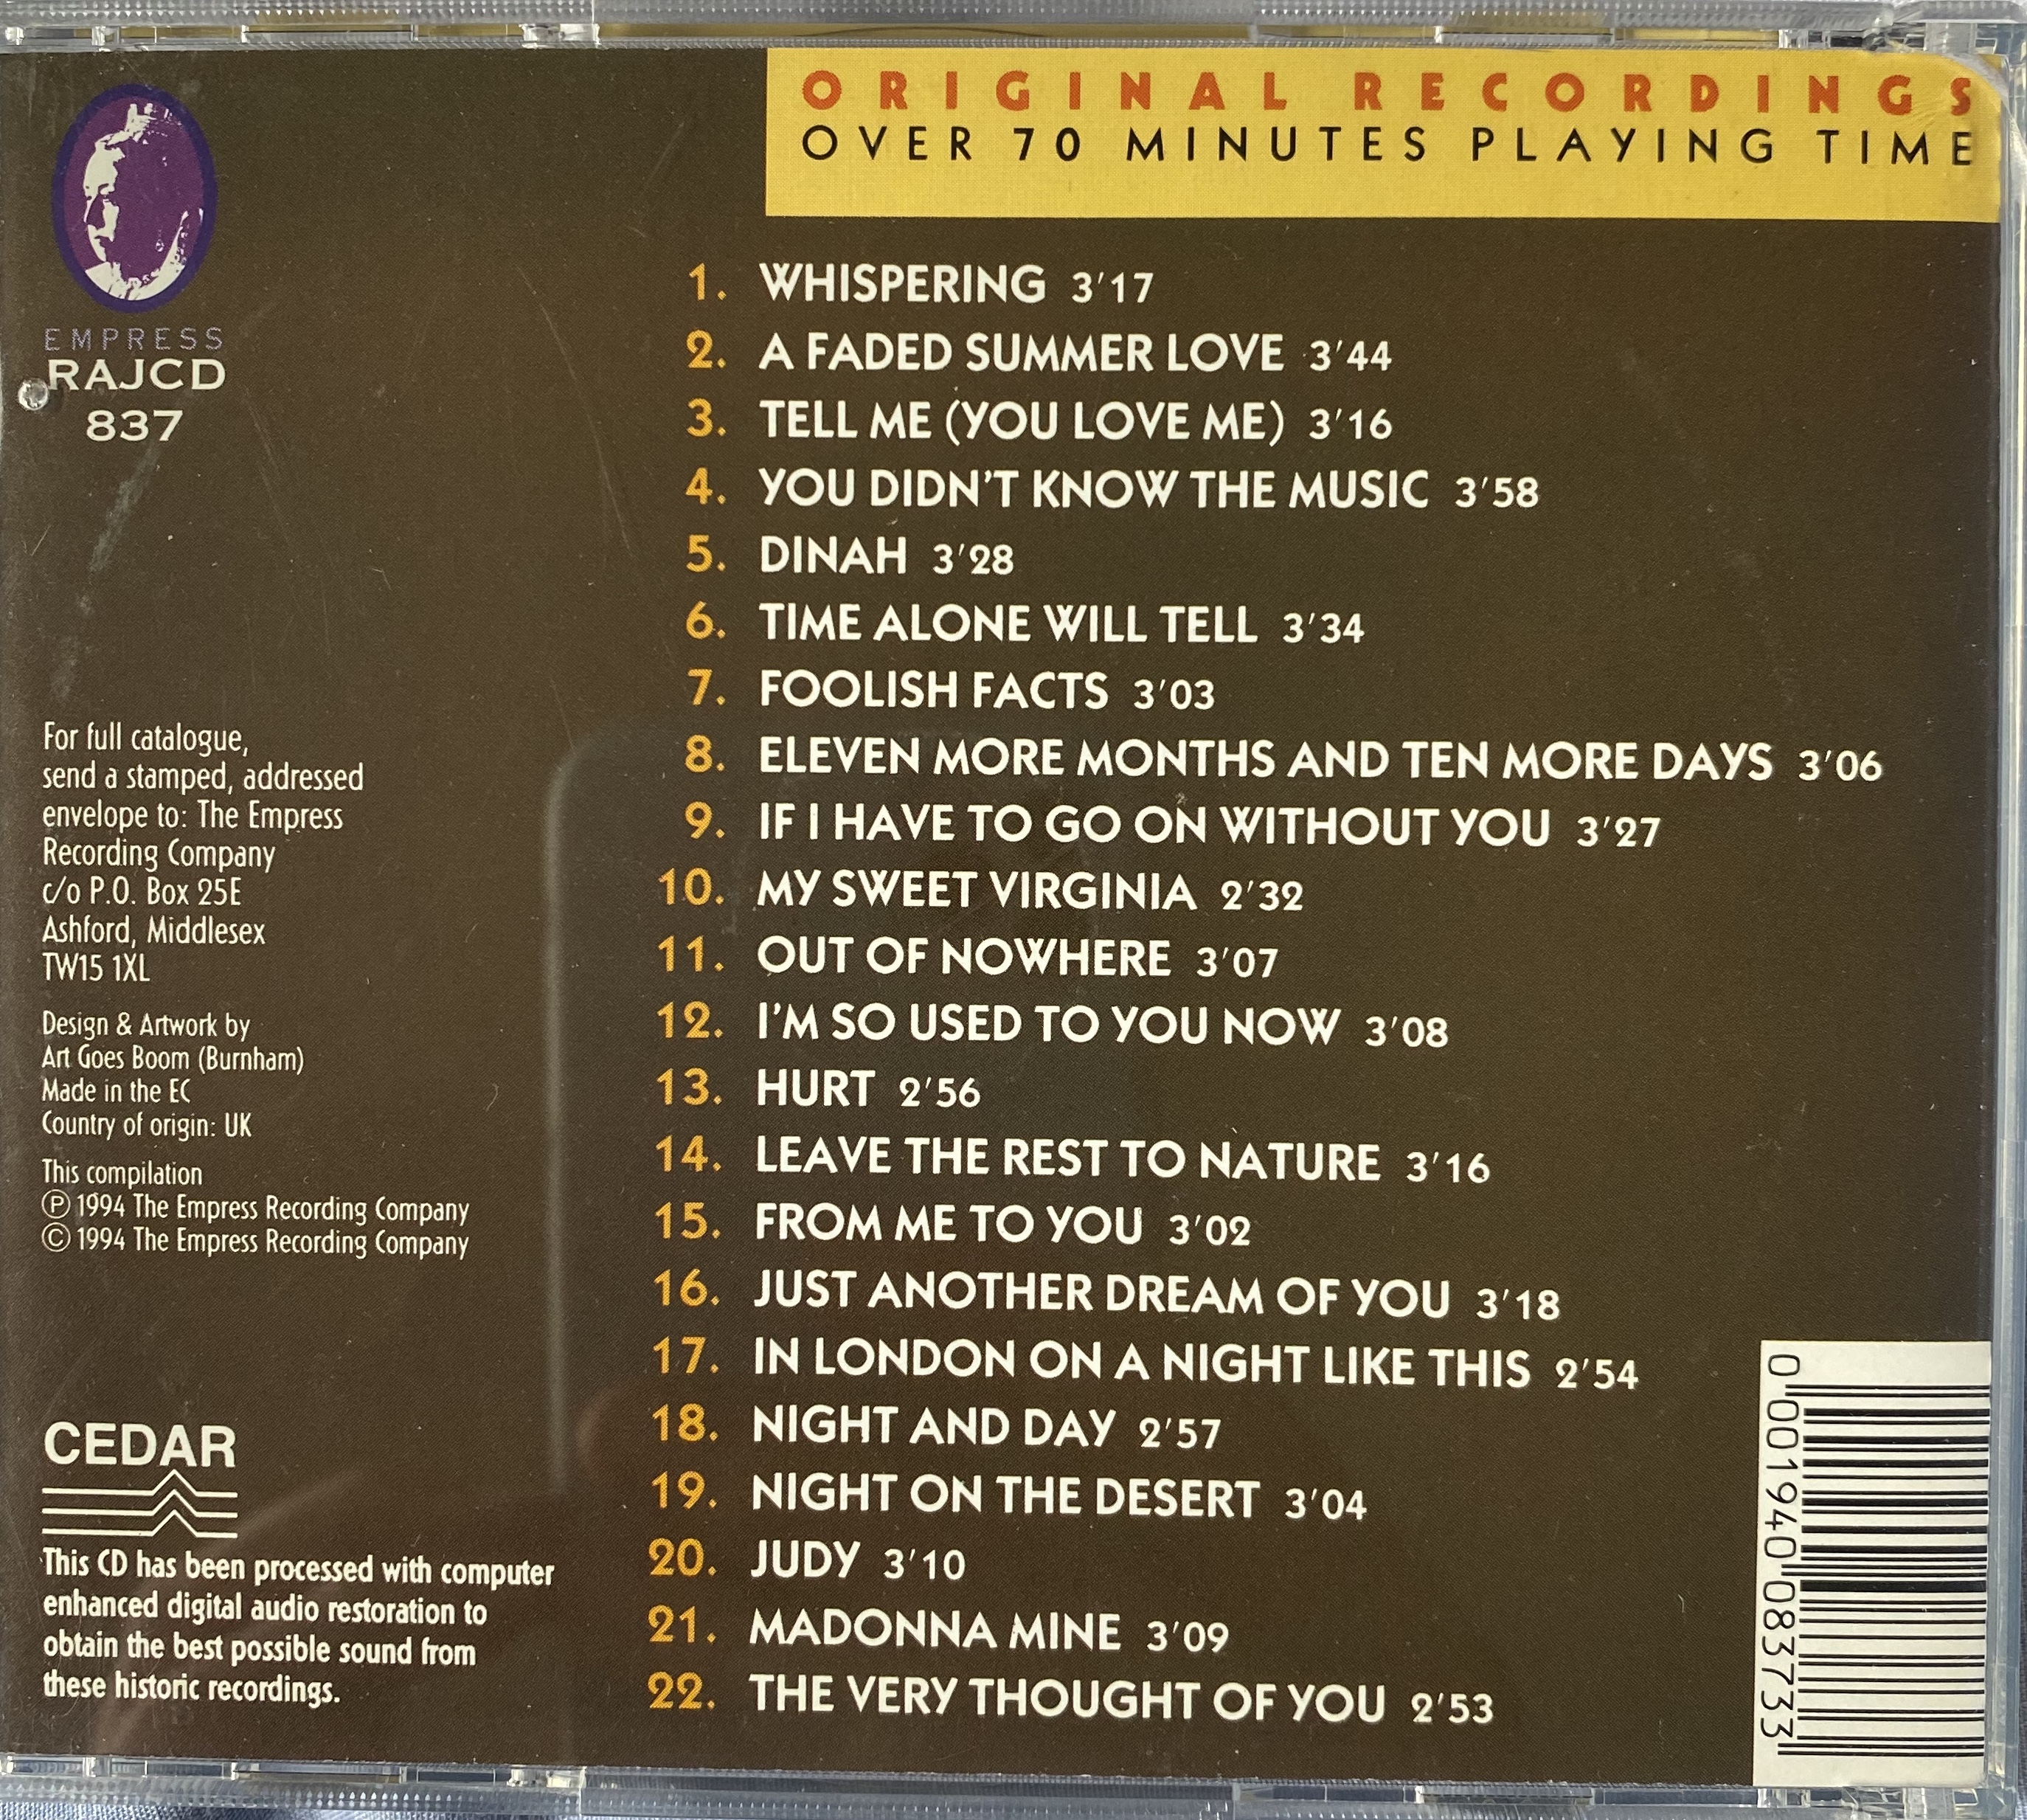 ORIGINAL RECORDINGS
OVER 70 MINUTES PLAYING TIME
EMPRESS
RAJCD
837
1. WHISPERING 3'17
2. A FADED SUMMER LOVE 3'44
3. TELL ME (YOU LOVE ME) 3'16
4. YOU DIDN'T KNOW THE MUSIC 3'58
5. DINAH 3'28
6. TIME ALONE WILL TELL 3'34
7. FOOLISH FACTS 3'03
8. ELEVEN MORE MONTHS AND TEN MORE DAYS 3'06
9. IF I HAVE TO GO ON WITHOUT YOU 3'27
10. MY SWEET VIRGINIA 2'32
11. OUT OF NOWHERE 3'07
12. I'M SO USED TO YOU NOW 3'08
13. HURT 2'56
14. LEAVE THE REST TO NATURE 3'16
15. FROM ME TO YOU 3'02
16. JUST ANOTHER DREAM OF YOU 3'18
17. IN LONDON ON A NIGHT LIKE THIS 2'54
18. NIGHT AND DAY 2'57
19. NIGHT ON THE DESERT 3'04
20. JUDY 3'10
21. MADONNA MINE 3'09
22. THE VERY THOUGHT OF YOU 2'53
For full catalogue,
send a stamped, addressed
envelope to: The Empress
Recording Company
c/o P.O. Box 25E
Ashford, Middlesex
TW15 1XL
Design & Artwork by
Art Goes Boom (Burnham)
Made in the EC
Country of origin: UK
This compilation
℗ 1994 The Empress Recording Company
© 1994 The Empress Recording Company
CEDAR
This CD has been processed with computer
enhanced digital audio restoration to
obtain the best possible sound from
these historic recordings.
0 001940 083733